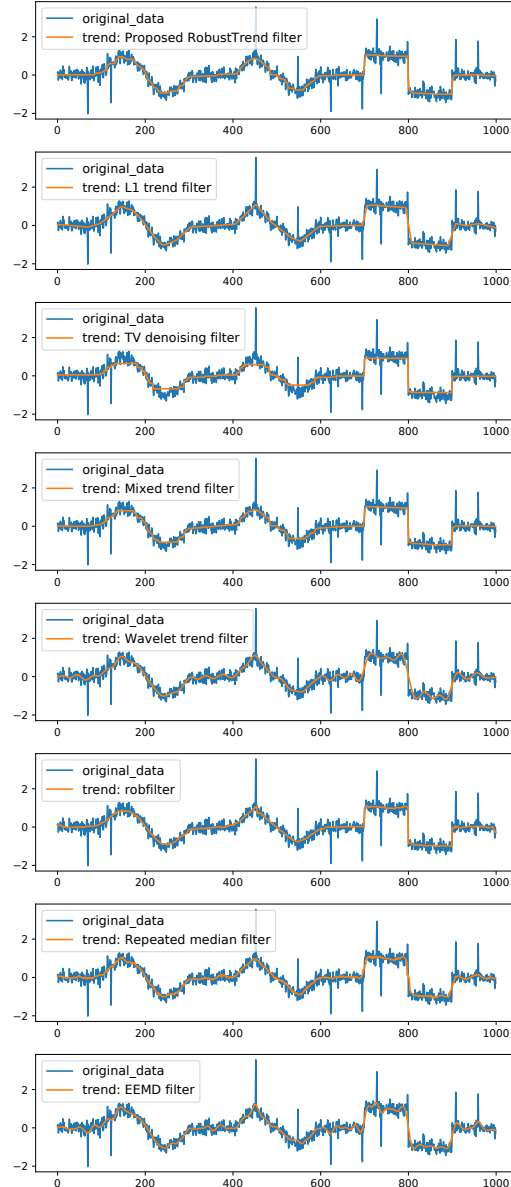 original_data
trend: Proposed RobustTrend filter
2
0
−2
0 200 400 600 800 1000
original_data
trend: L1 trend filter
2
0
−2
0 200 400 600 800 1000
original_data
trend: TV denoising filter
2
0
−2
0 200 400 600 800 1000
original_data
trend: Mixed trend filter
2
0
−2
0 200 400 600 800 1000
original_data
trend: Wavelet trend filter
2
0
−2
0 200 400 600 800 1000
original_data
trend: robfilter
2
0
−2
0 200 400 600 800 1000
original_data
trend: Repeated median filter
2
0
−2
0 200 400 600 800 1000
original_data
trend: EEMD filter
2
0
−2
0 200 400 600 800 1000